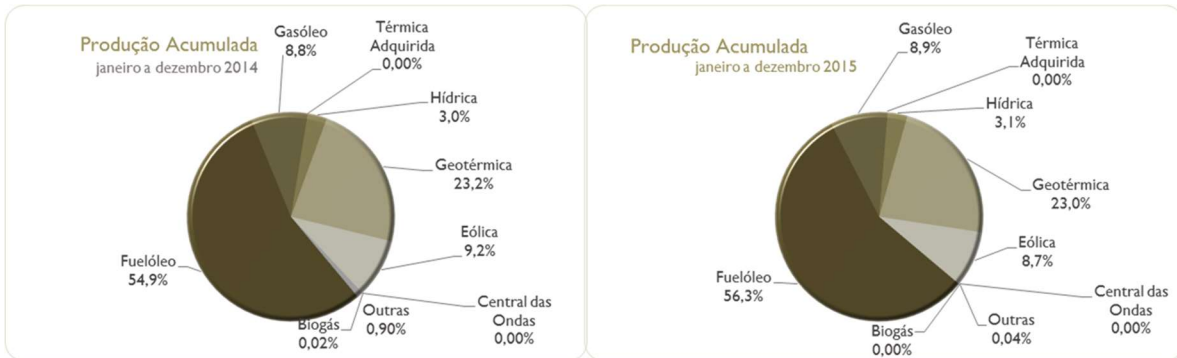 Produção Acumulada
janeiro a dezembro 2014
Gasóleo
8,8%
Térmica
Adquirida
0,00%
Hídrica
3,0%
Geotérmica
23,2%
Eólica
9,2%
Central das
Ondas
0,00%
Outras
0,90%
Biogás
0,02%
Fuelóleo
54,9%
Produção Acumulada
janeiro a dezembro 2015
Gasóleo
8,9%
Térmica
Adquirida
0,00%
Hídrica
3,1%
Geotérmica
23,0%
Eólica
8,7%
Central das
Ondas
0,00%
Outras
0,04%
Biogás
0,00%
Fuelóleo
56,3%